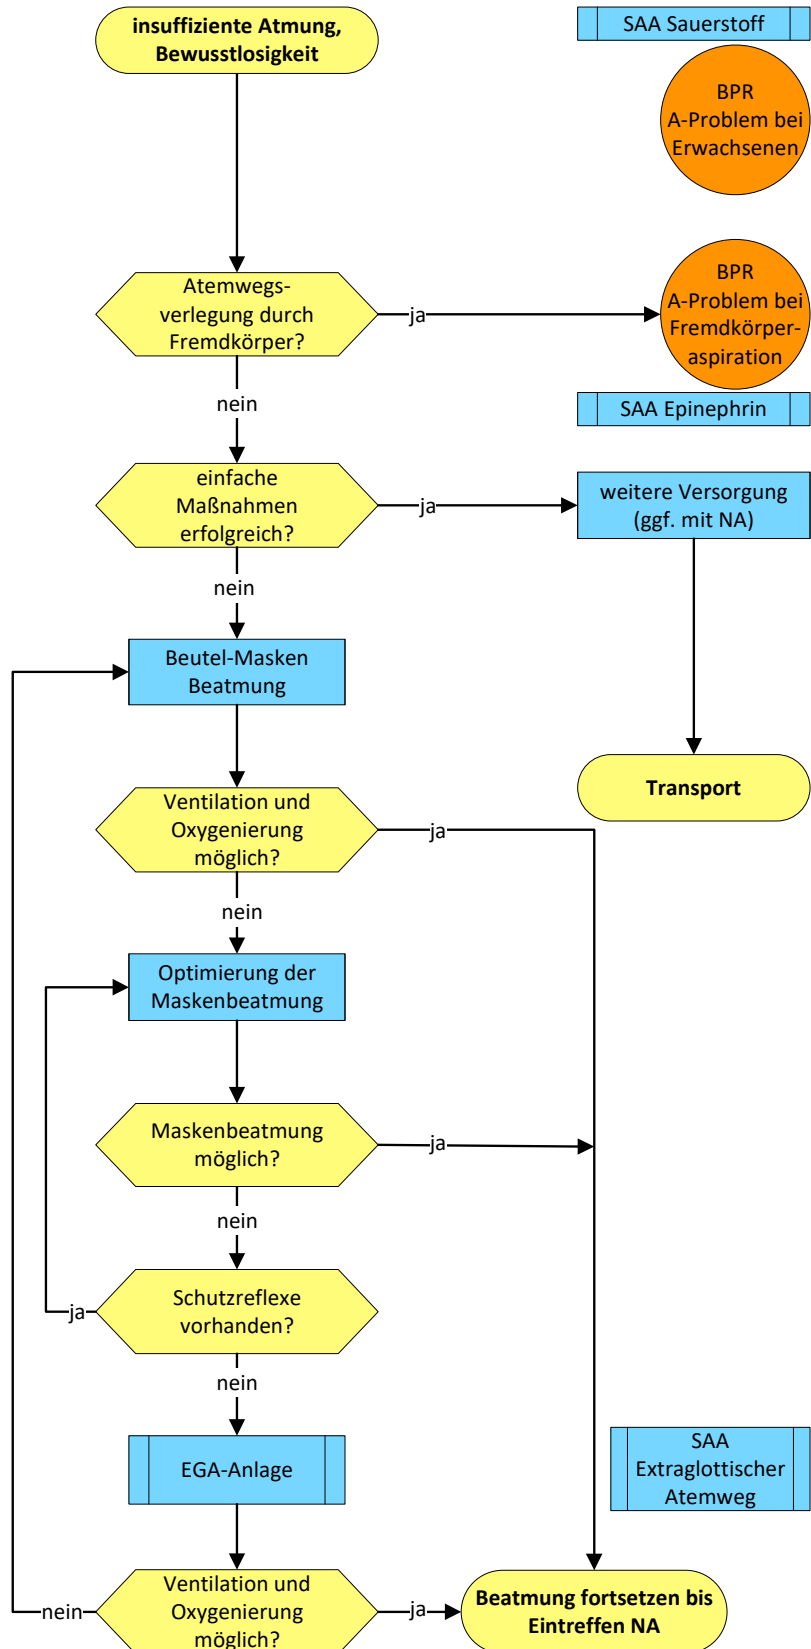 insuffiziente Atmung,
Bewusstlosigkeit
SAA Sauerstoff
BPR
A-Problem bei
Erwachsenen
Atemwegs-
verlegung durch
Fremdkörper?
ja
BPR
A-Problem bei
Fremdkörper-
aspiration
nein
SAA Epinephrin
einfache
Maßnahmen
erfolgreich?
ja
weitere Versorgung
(ggf. mit NA)
nein
Beutel-Masken
Beatmung
Transport
Ventilation und
Oxygenierung
möglich?
ja
nein
Optimierung der
Maskenbeatmung
Maskenbeatmung
möglich?
ja
nein
Schutzreflexe
vorhanden?
ja
nein
EGA-Anlage
SAA
Extraglottischer
Atemweg
Ventilation und
Oxygenierung
möglich?
nein
ja
Beatmung fortsetzen bis
Eintreffen NA